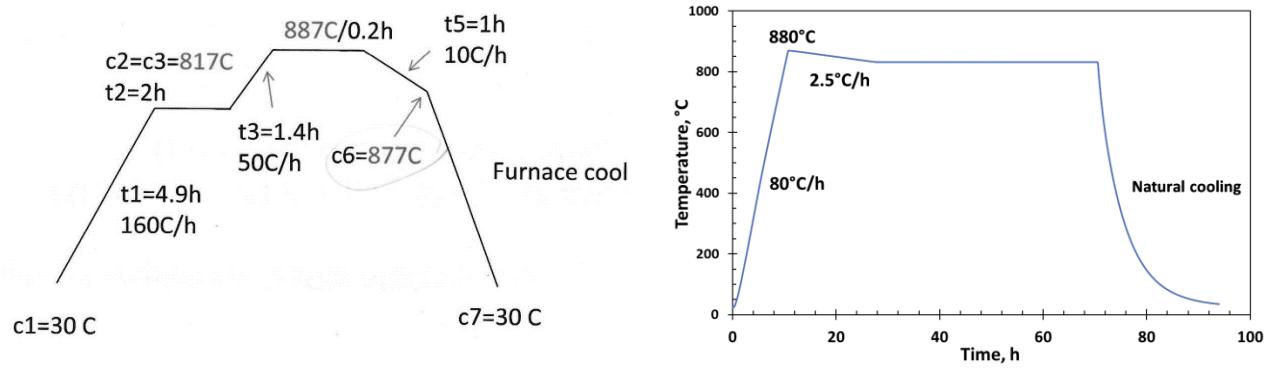 887C/0.2h
t5=1h
10C/h
c2=c3=817C
t2=2h
t3=1.4h
50C/h
c6=877C
Furnace cool
t1=4.9h
160C/h
c1=30 C
c7=30 C
1000
800
600
400
200
0
Temperature, °C
880°C
2.5°C/h
80°C/h
Natural cooling
0
20
40
60
80
100
Time, h